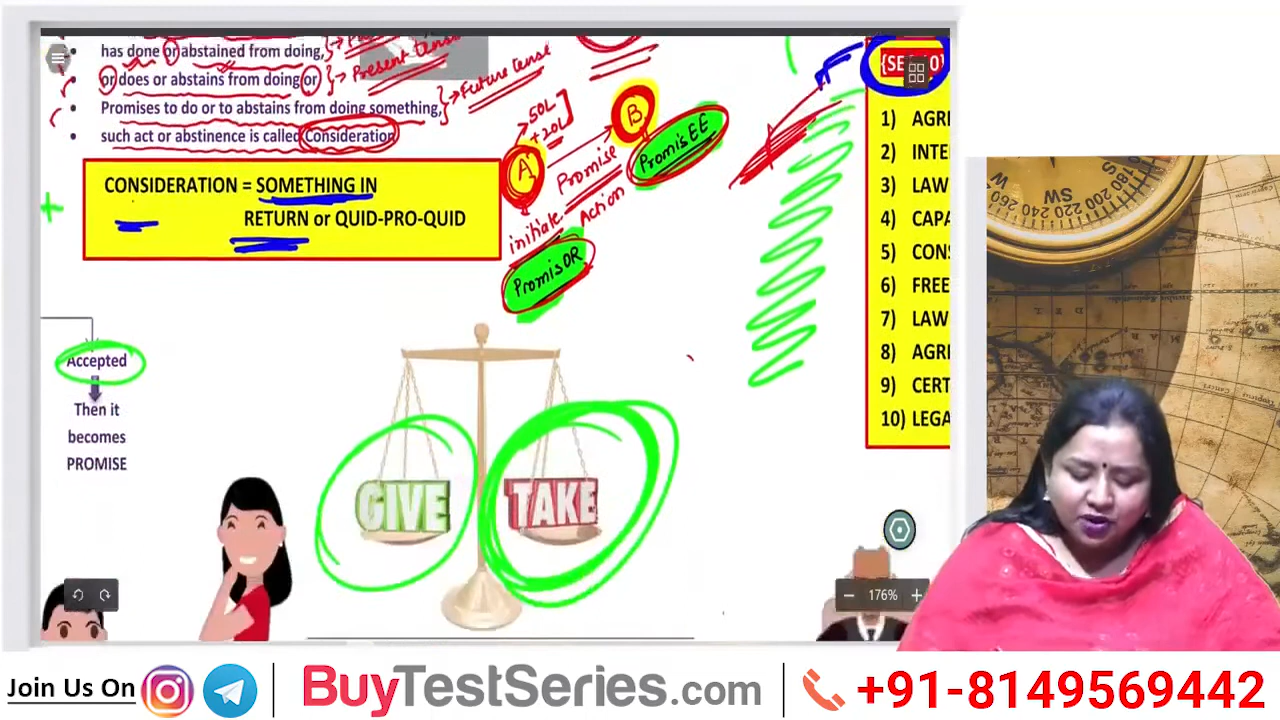 has done or abstained from doing,
or does or abstains from doing or
Present tense
Promises to do or to abstains from doing something,
Future tense
such act or abstinence is called Consideration
CONSIDERATION = SOMETHING IN
RETURN or QUID-PRO-QUID
A
>50L
+20L
B
Promise
Action
initiate
PromisEE
PromisOR
1) AGRE
2) INTE
3) LAW
4) CAPA
5) CONS
6) FREE
7) LAW
8) AGRE
9) CERT
10) LEGA
Accepted
Then it
becomes
PROMISE
GIVE
TAKE
SW
176%
Join Us On
BuyTestSeries.com
+91-8149569442